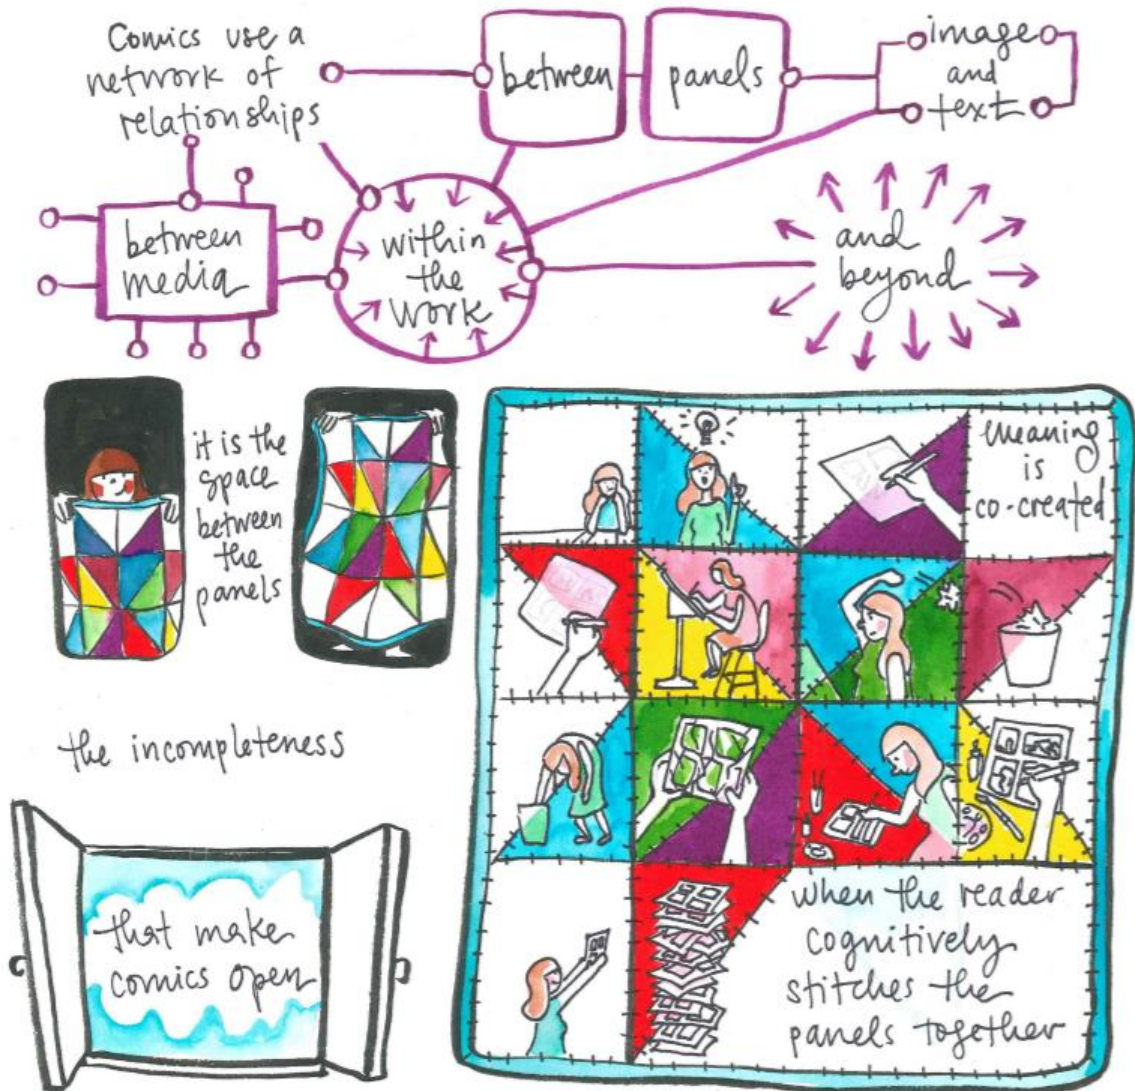 Comics use a
network of
relationships
between
panels
image
and
text
between
media
within
the
work
and
beyond
it is the
space
between
the
panels
the incompleteness
that make
comics open
meaning
is
co-created
when the reader
cognitively
stitches the
panels together